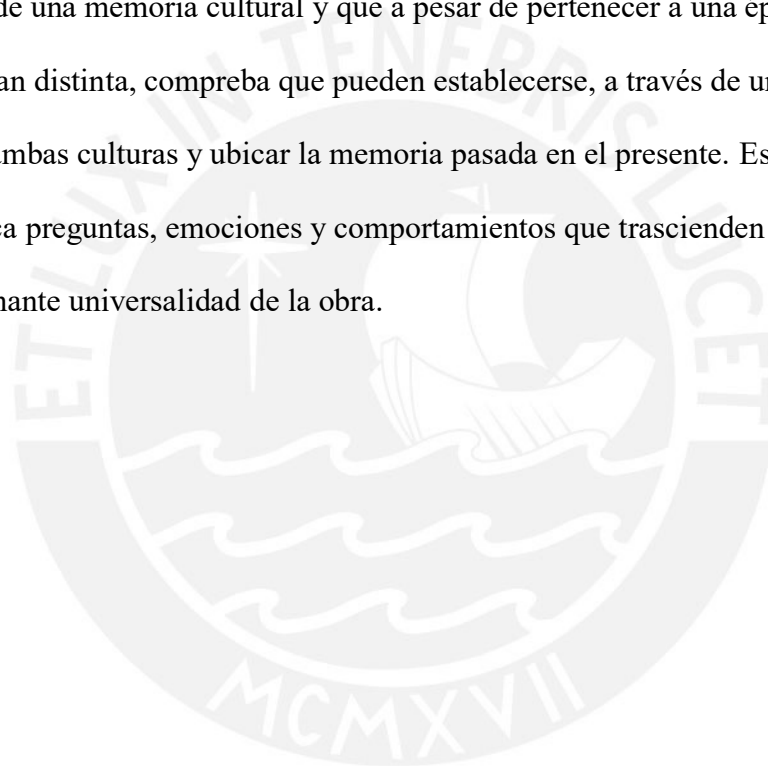 de una memoria cultural y que a pesar de pertenecer a una ép
an distinta, compreba que pueden establecerse, a través de un
ambas culturas y ubicar la memoria pasada en el presente. Es
ca preguntas, emociones y comportamientos que trascienden
nante universalidad de la obra.
ET LUX IN TENEBRIS LUCET
MCMXVII